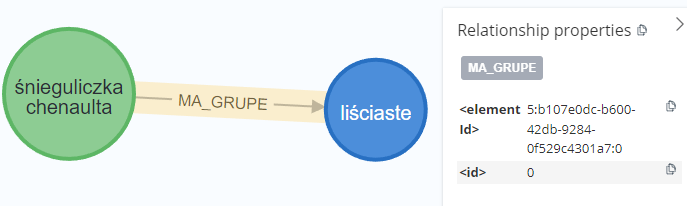 śnieguliczka
chenaulta
MA_GRUPE
liściaste
Relationship properties
MA_GRUPE
<element Id>
5:b107e0dc-b600-
42db-9284-
0f529c4301a7:0
<id>
0